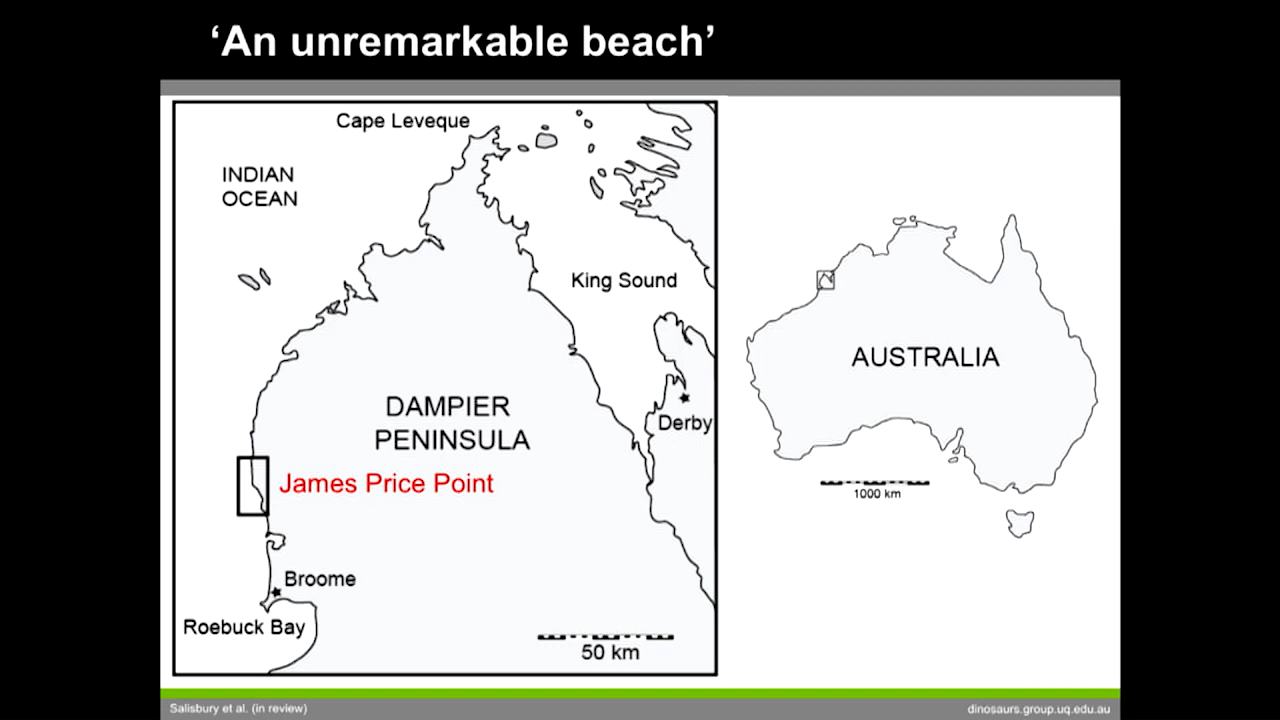 ‘An unremarkable beach’
Cape Leveque
INDIAN
OCEAN
King Sound
DAMPIER
PENINSULA
Derby
James Price Point
Broome
Roebuck Bay
50 km
AUSTRALIA
1000 km
Salisbury et al. (in review)
dinosaurs.group.uq.edu.au